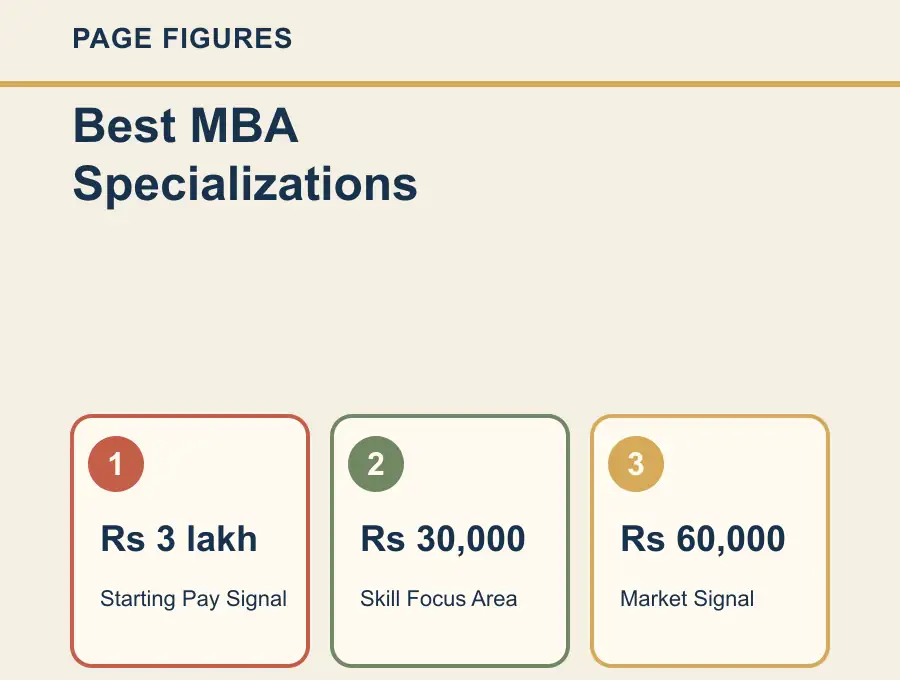 PAGE FIGURES
Best MBA
Specializations
1
Rs 3 lakh
Starting Pay Signal
2
Rs 30,000
Skill Focus Area
3
Rs 60,000
Market Signal